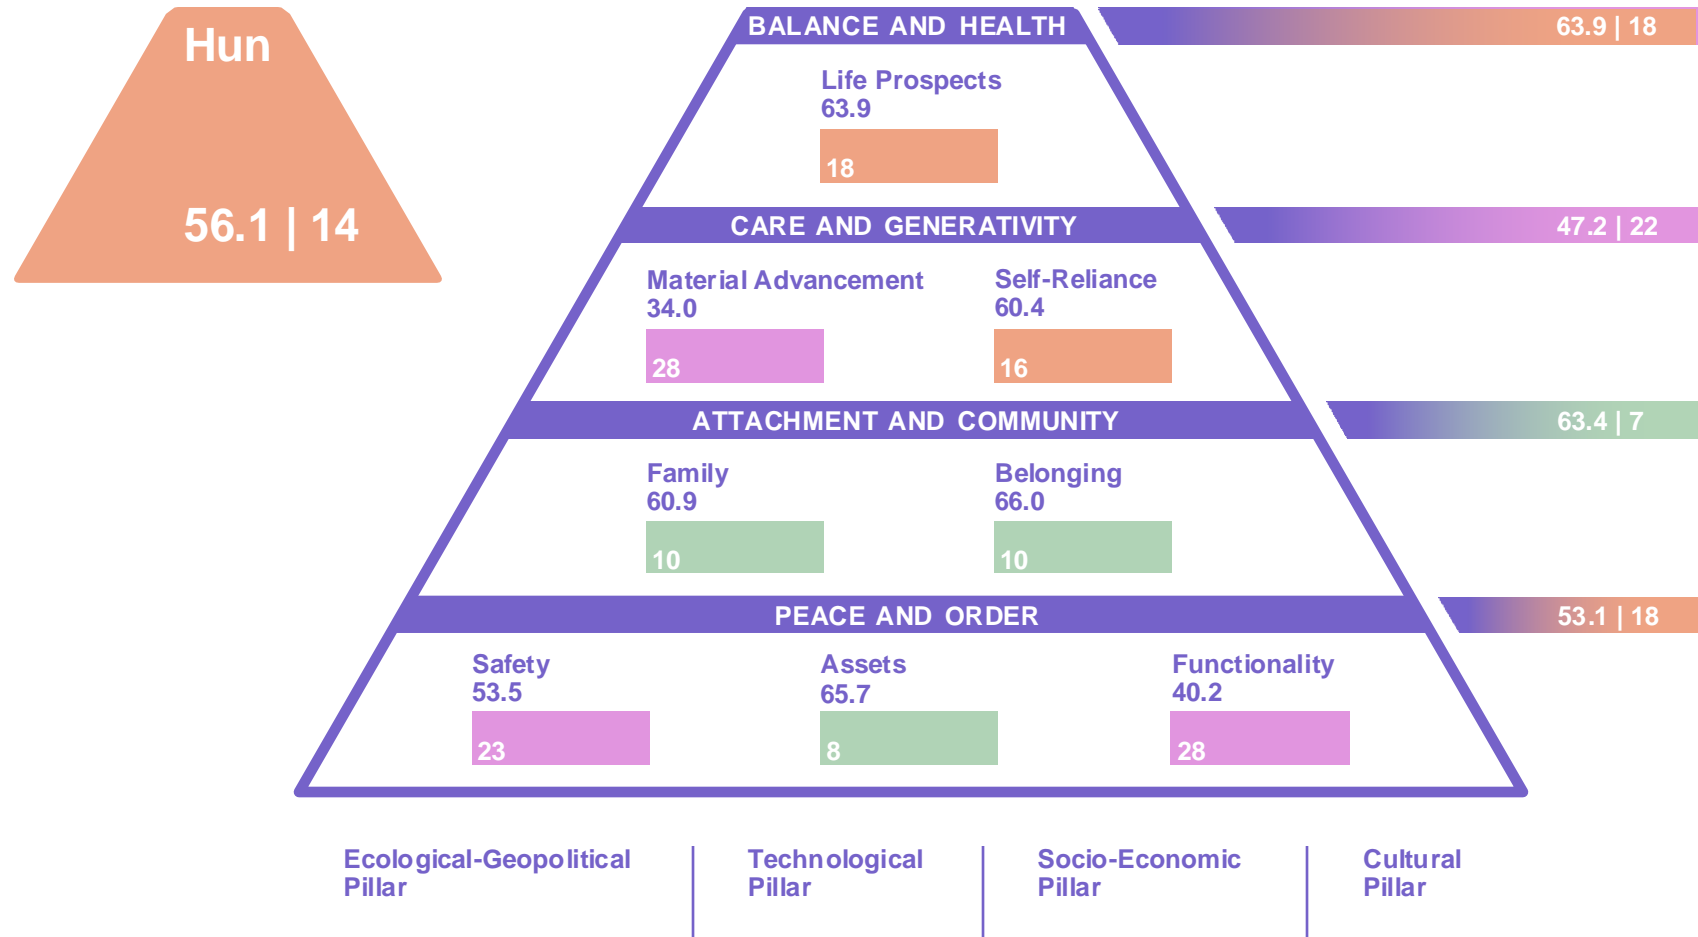 Hun
56.1 | 14
BALANCE AND HEALTH
63.9 | 18
Life Prospects
63.9
18
CARE AND GENERATIVITY
47.2 | 22
Material Advancement
34.0
28
Self-Reliance
60.4
16
ATTACHMENT AND COMMUNITY
63.4 | 7
Family
60.9
10
Belonging
66.0
10
PEACE AND ORDER
53.1 | 18
Safety
53.5
23
Assets
65.7
8
Functionality
40.2
28
Ecological-Geopolitical
Pillar
Technological
Pillar
Socio-Economic
Pillar
Cultural
Pillar